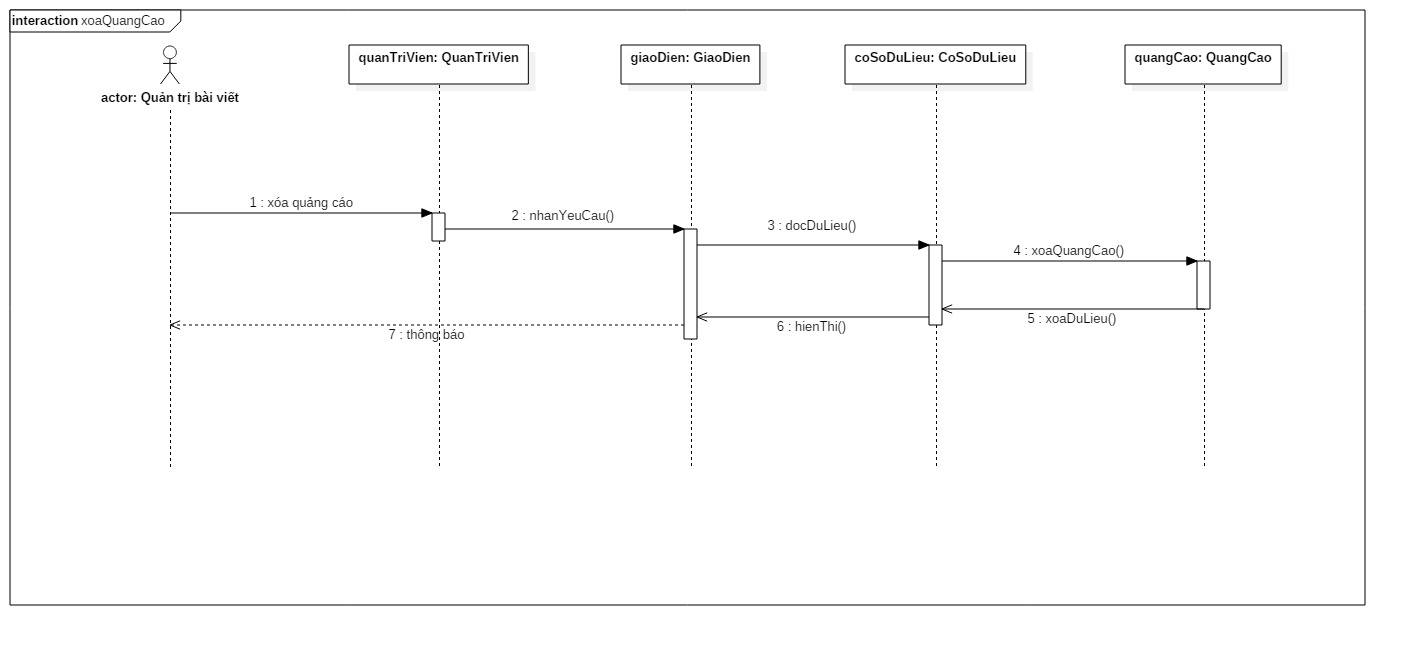 interaction xoaQuangCao
quanTriVien: QuanTriVien
giaoDien: GiaoDien
coSoDuLieu: CoSoDuLieu
quangCao: QuangCao
actor: Quản trị bài viết
1 : xóa quảng cáo
2 : nhanYeuCau()
3 : docDuLieu()
4 : xoaQuangCao()
5 : xoaDuLieu()
6 : hienThi()
7 : thông báo